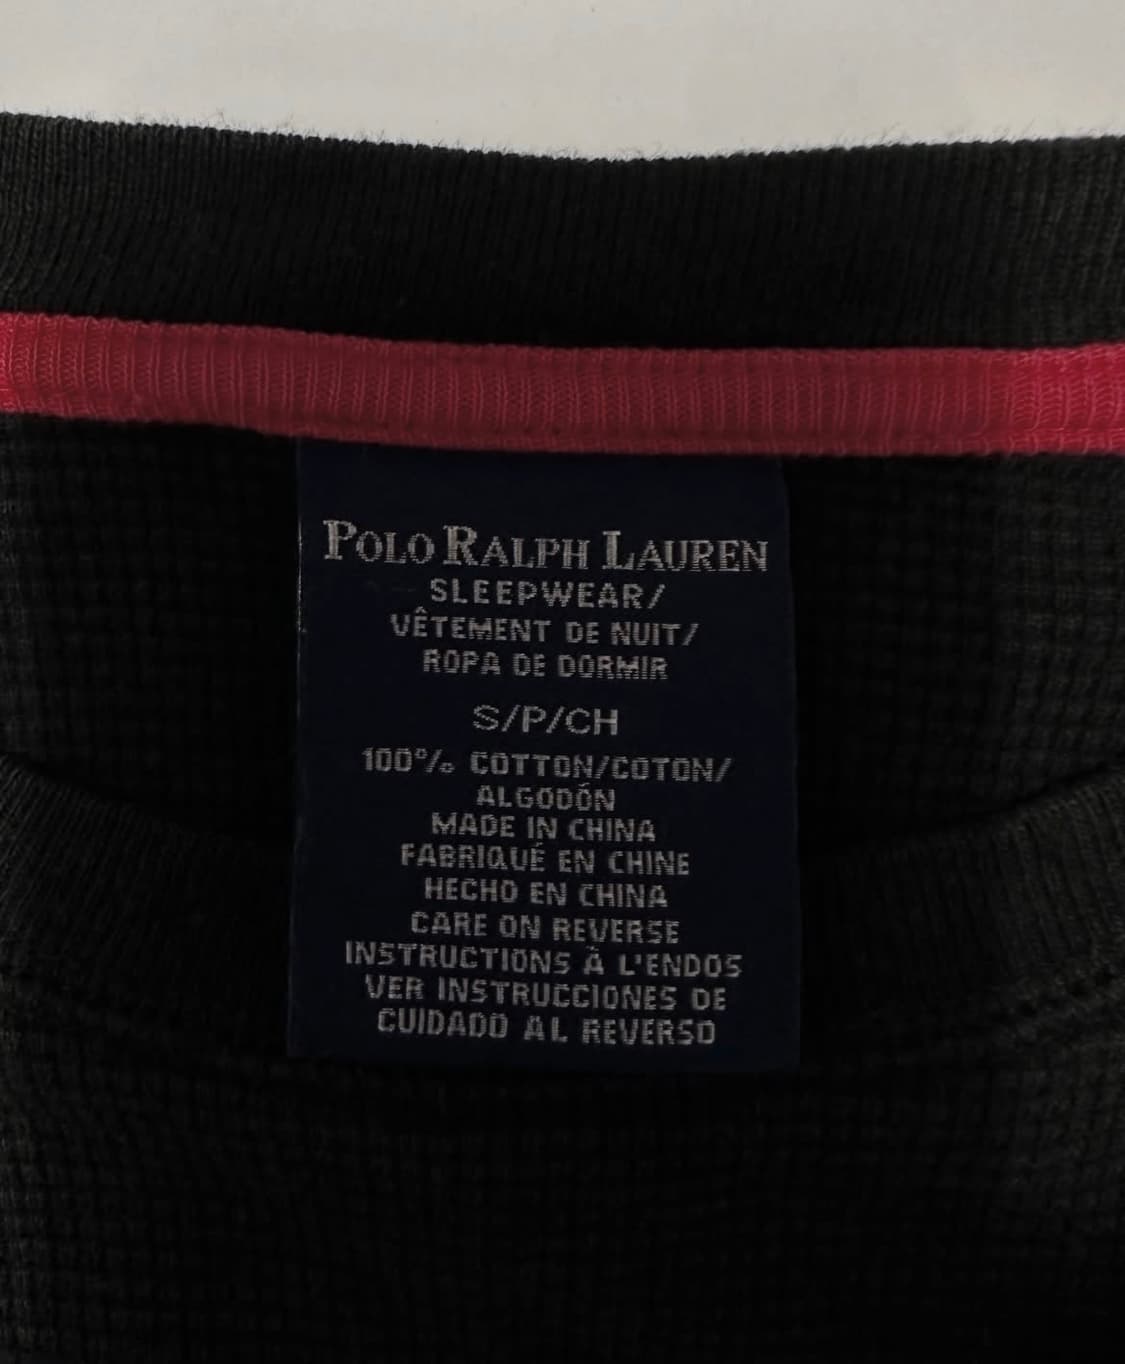 POLO RALPH LAUREN
SLEEPWEAR/
VÊTEMENT DE NUIT/
ROPA DE DORMIR
S/P/CH
100% COTTON/COTON/
ALGODÓN
MADE IN CHINA
FABRIQUÉ EN CHINE
HECHO EN CHINA
CARE ON REVERSE
INSTRUCTIONS À L'ENDOS
VER INSTRUCCIONES DE
CUIDADO AL REVERSO